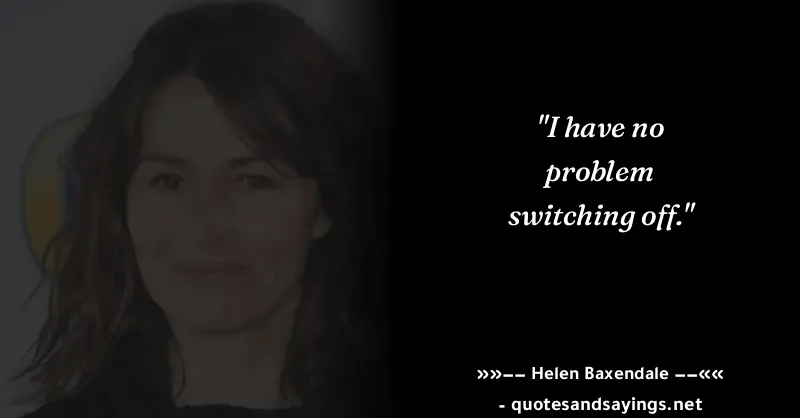 "I have no
problem
switching off."
»»–– Helen Baxendale ––««
- quotesandsayings.net